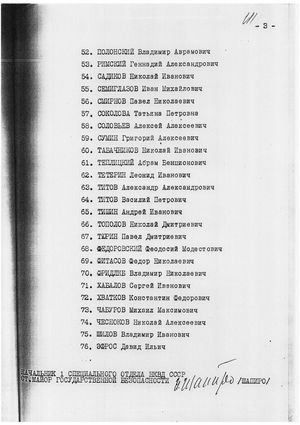 - 3 -
52. ПОЛОНСКИЙ Владимир Абрамович
53. РИМСКИЙ Геннадий Александрович
54. САДИКОВ Николай Иванович
55. СЕМИГЛАЗОВ Иван Михайлович
56. СМИРНОВ Павел Николаевич
57. СОКОЛОВА Татьяна Петровна
58. СОЛОВЬЕВ Алексей Алексеевич
59. СУМИН Григорий Алексеевич
60. ТАБАЧНИКОВ Николай Иванович
61. ТЕПЛИЦКИЙ Абрам Бенционович
62. ТЕТЕРИН Леонид Иванович
63. ТИТОВ Александр Александрович
64. ТИТОВ Василий Петрович
65. ТИШИН Андрей Иванович
66. ТОПОЛОВ Николай Дмитриевич
67. ТЮРИН Павел Дмитриевич
68. ФЕДОРОВСКИЙ Феодосий Модестович
69. ФИТАСОВ Федор Николаевич
70. ФРИДЛИБ Владимир Николаевич
71. ХАБАЛОВ Сергей Иванович
72. ХВАТКОВ Константин Федорович
73. ЧАБУРОВ Михаил Максимович
74. ЧЕСНОКОВ Николай Алексеевич
75. ШИЛОВ Владимир Иванович
76. ЭФРОС Давид Ильич
НАЧАЛЬНИК 1 СПЕЦИАЛЬНОГО ОТДЕЛА НКВД СССР
СТ.МАЙОР ГОСУДАРСТВЕННОЙ БЕЗОПАСНОСТИ Шапиро /ШАПИРО/